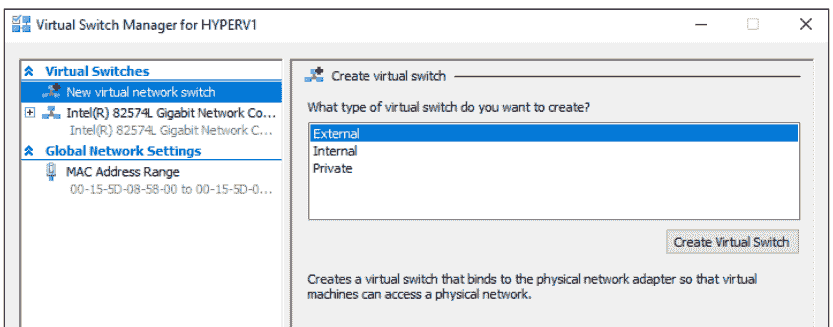 Virtual Switch Manager for HYPERV1
Virtual Switches
New virtual network switch
Intel(R) 82574L Gigabit Network Co...
Intel(R) 82574L Gigabit Network C...
Global Network Settings
MAC Address Range
00-15-5D-08-58-00 to 00-15-5D-0...
Create virtual switch
What type of virtual switch do you want to create?
External
Internal
Private
Create Virtual Switch
Creates a virtual switch that binds to the physical network adapter so that virtual
machines can access a physical network.